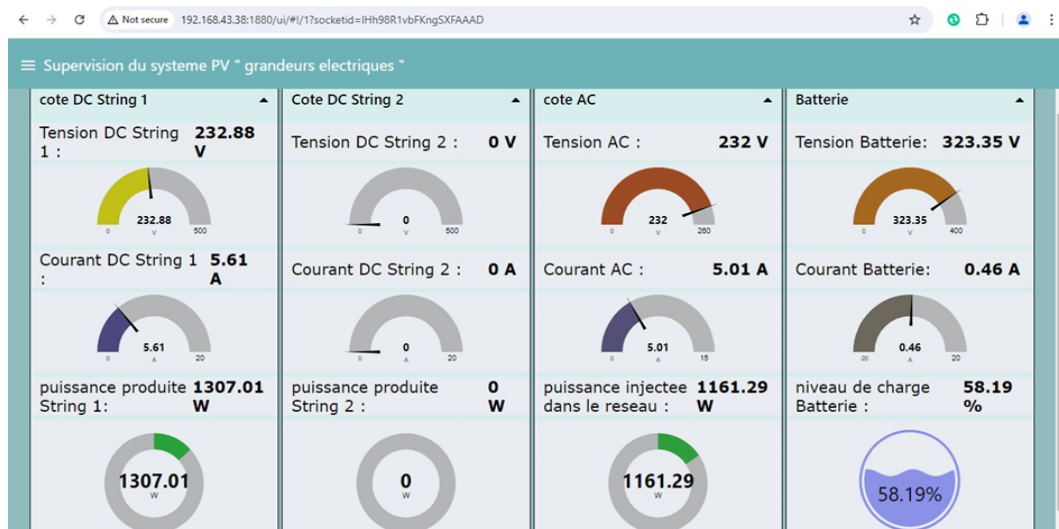 Not secure 192.168.43.38:1880/ui/#!/1?socketid=IHh98R1vbFKngSXFAAAD
Supervision du systeme PV " grandeurs electriques "
cote DC String 1
Tension DC String 232.88
1 : V
232.88
0 V 500
Courant DC String 1 5.61
: A
5.61
0 A 20
puissance produite 1307.01
String 1: W
1307.01
W
Cote DC String 2
Tension DC String 2 : 0 V
0
0 V 500
Courant DC String 2 : 0 A
0
0 A 20
puissance produite 0
String 2 : W
0
W
cote AC
Tension AC : 232 V
232
0 V 260
Courant AC : 5.01 A
5.01
0 A 15
puissance injectee 1161.29
dans le reseau : W
1161.29
W
Batterie
Tension Batterie: 323.35 V
323.35
0 V 400
Courant Batterie: 0.46 A
0.46
-20 A 20
niveau de charge 58.19
Batterie : %
58.19%